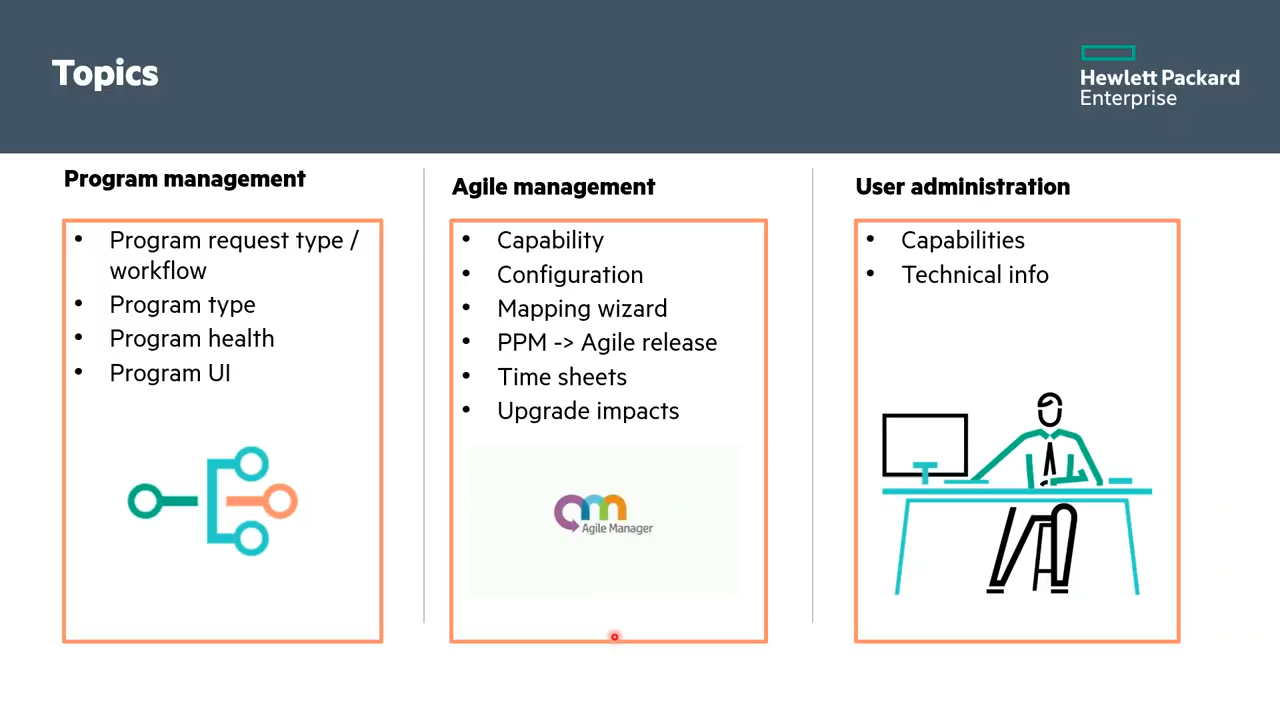 Topics
Hewlett Packard
Enterprise
Program management
• Program request type /
workflow
• Program type
• Program health
• Program UI
Agile management
• Capability
• Configuration
• Mapping wizard
• PPM -> Agile release
• Time sheets
• Upgrade impacts
am
Agile Manager
User administration
• Capabilities
• Technical info